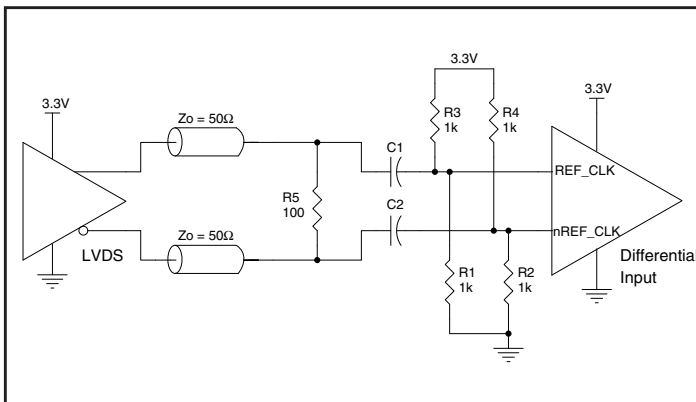 3.3V
3.3V
3.3V
Zo = 50Ω
R3
1k
R4
1k
C1
REF_CLK
R5
100
C2
nREF_CLK
Zo = 50Ω
LVDS
Differential
Input
R1
1k
R2
1k